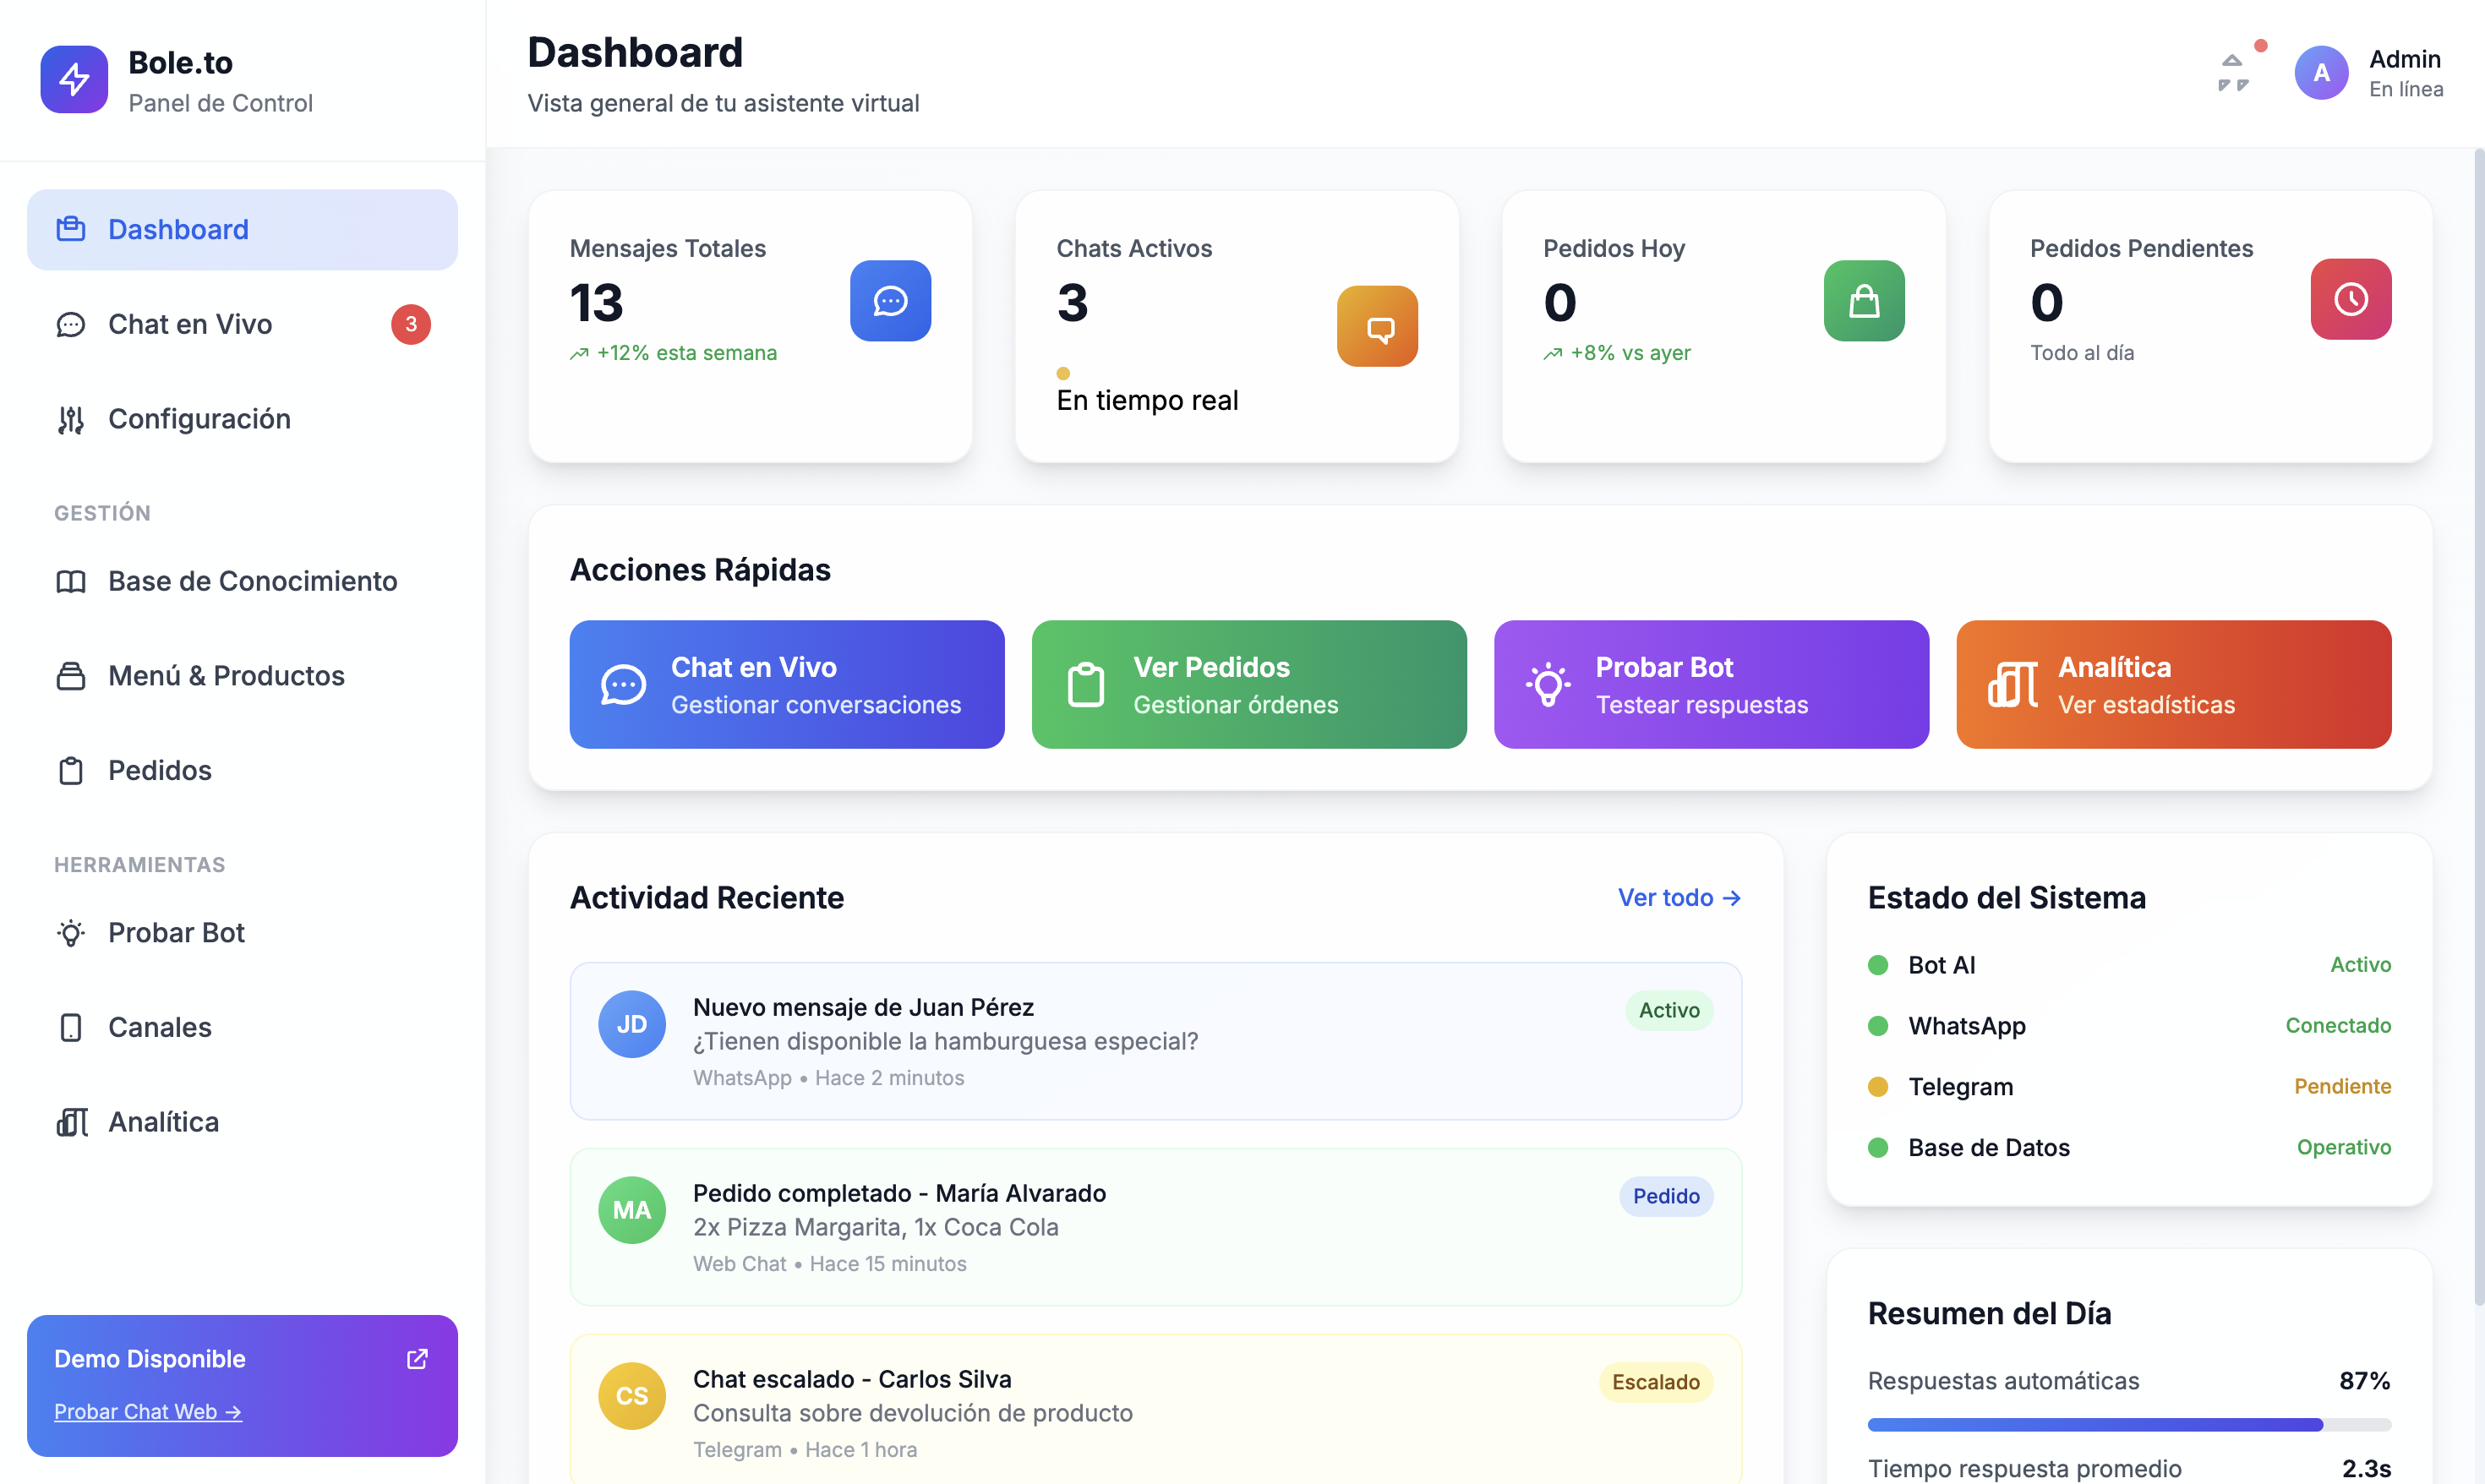 Bole.to
Panel de Control
Dashboard
Chat en Vivo
3
Configuración
GESTIÓN
Base de Conocimiento
Menú & Productos
Pedidos
HERRAMIENTAS
Probar Bot
Canales
Analítica
Demo Disponible
Probar Chat Web →
Dashboard
Vista general de tu asistente virtual
A
Admin
En línea
Mensajes Totales
13
+12% esta semana
Chats Activos
3
En tiempo real
Pedidos Hoy
0
+8% vs ayer
Pedidos Pendientes
0
Todo al día
Acciones Rápidas
Chat en Vivo
Gestionar conversaciones
Ver Pedidos
Gestionar órdenes
Probar Bot
Testear respuestas
Analítica
Ver estadísticas
Actividad Reciente
Ver todo →
JD
Nuevo mensaje de Juan Pérez
¿Tienen disponible la hamburguesa especial?
WhatsApp • Hace 2 minutos
Activo
MA
Pedido completado - María Alvarado
2x Pizza Margarita, 1x Coca Cola
Web Chat • Hace 15 minutos
Pedido
CS
Chat escalado - Carlos Silva
Consulta sobre devolución de producto
Telegram • Hace 1 hora
Escalado
Estado del Sistema
Bot AI Activo
WhatsApp Conectado
Telegram Pendiente
Base de Datos Operativo
Resumen del Día
Respuestas automáticas 87%
Tiempo respuesta promedio 2.3s